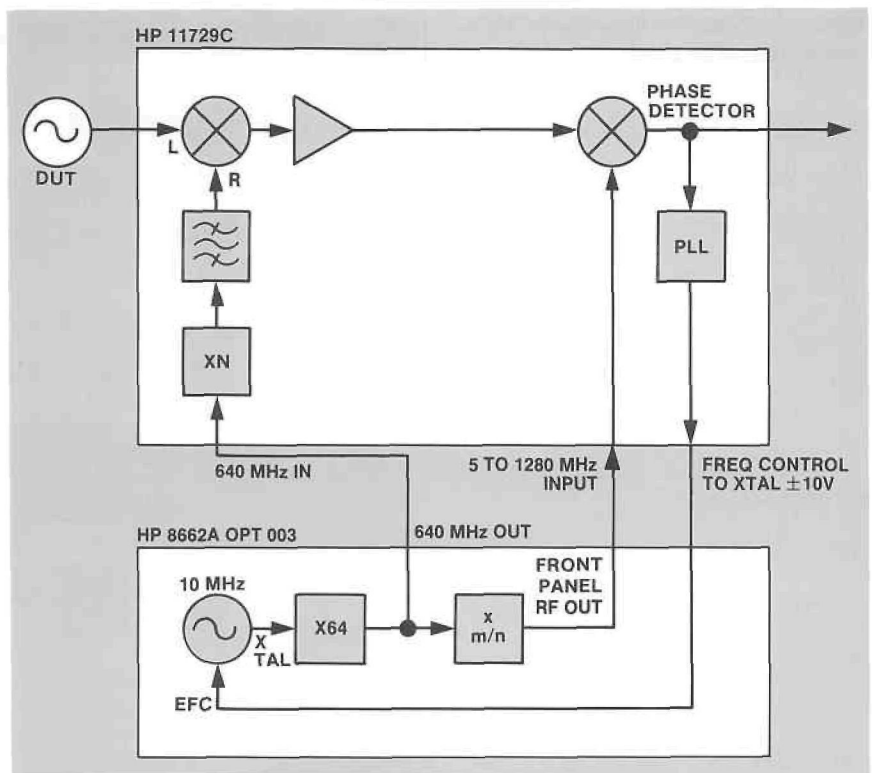 HP 11729C
PHASE
DETECTOR
L
DUT
R
PLL
XN
640 MHz IN
5 TO 1280 MHz
INPUT
FREQ CONTROL
TO XTAL ±10V
HP 8662A OPT 003
640 MHz OUT
FRONT
PANEL
RF OUT
10 MHz
X64
x
m/n
X
TAL
EFC